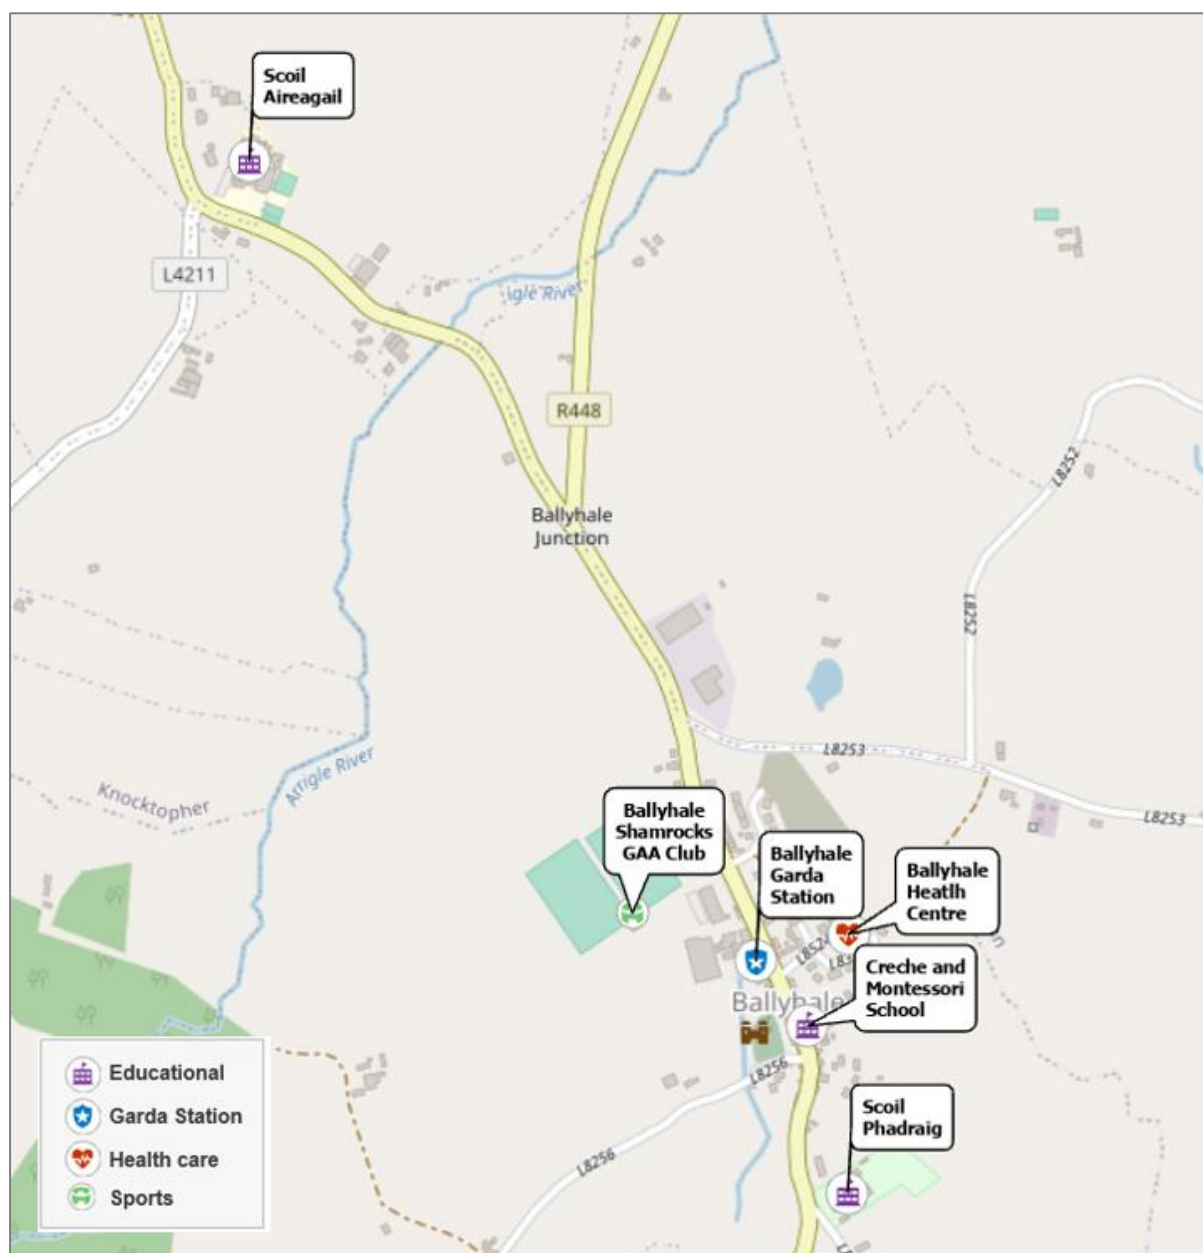 Scoil
Aireagail
L4211
igle River
R448
Ballyhale
Junction
L8252
L8252
L8253
L8253
Arrigle River
Knocktopher
Ballyhale
Shamrocks
GAA Club
Ballyhale
Garda
Station
Ballyhale
Heatlh
Centre
Creche and
Montessori
School
Ballyhale
L8256
L8256
Scoil
Phadraig
Educational
Garda Station
Health care
Sports